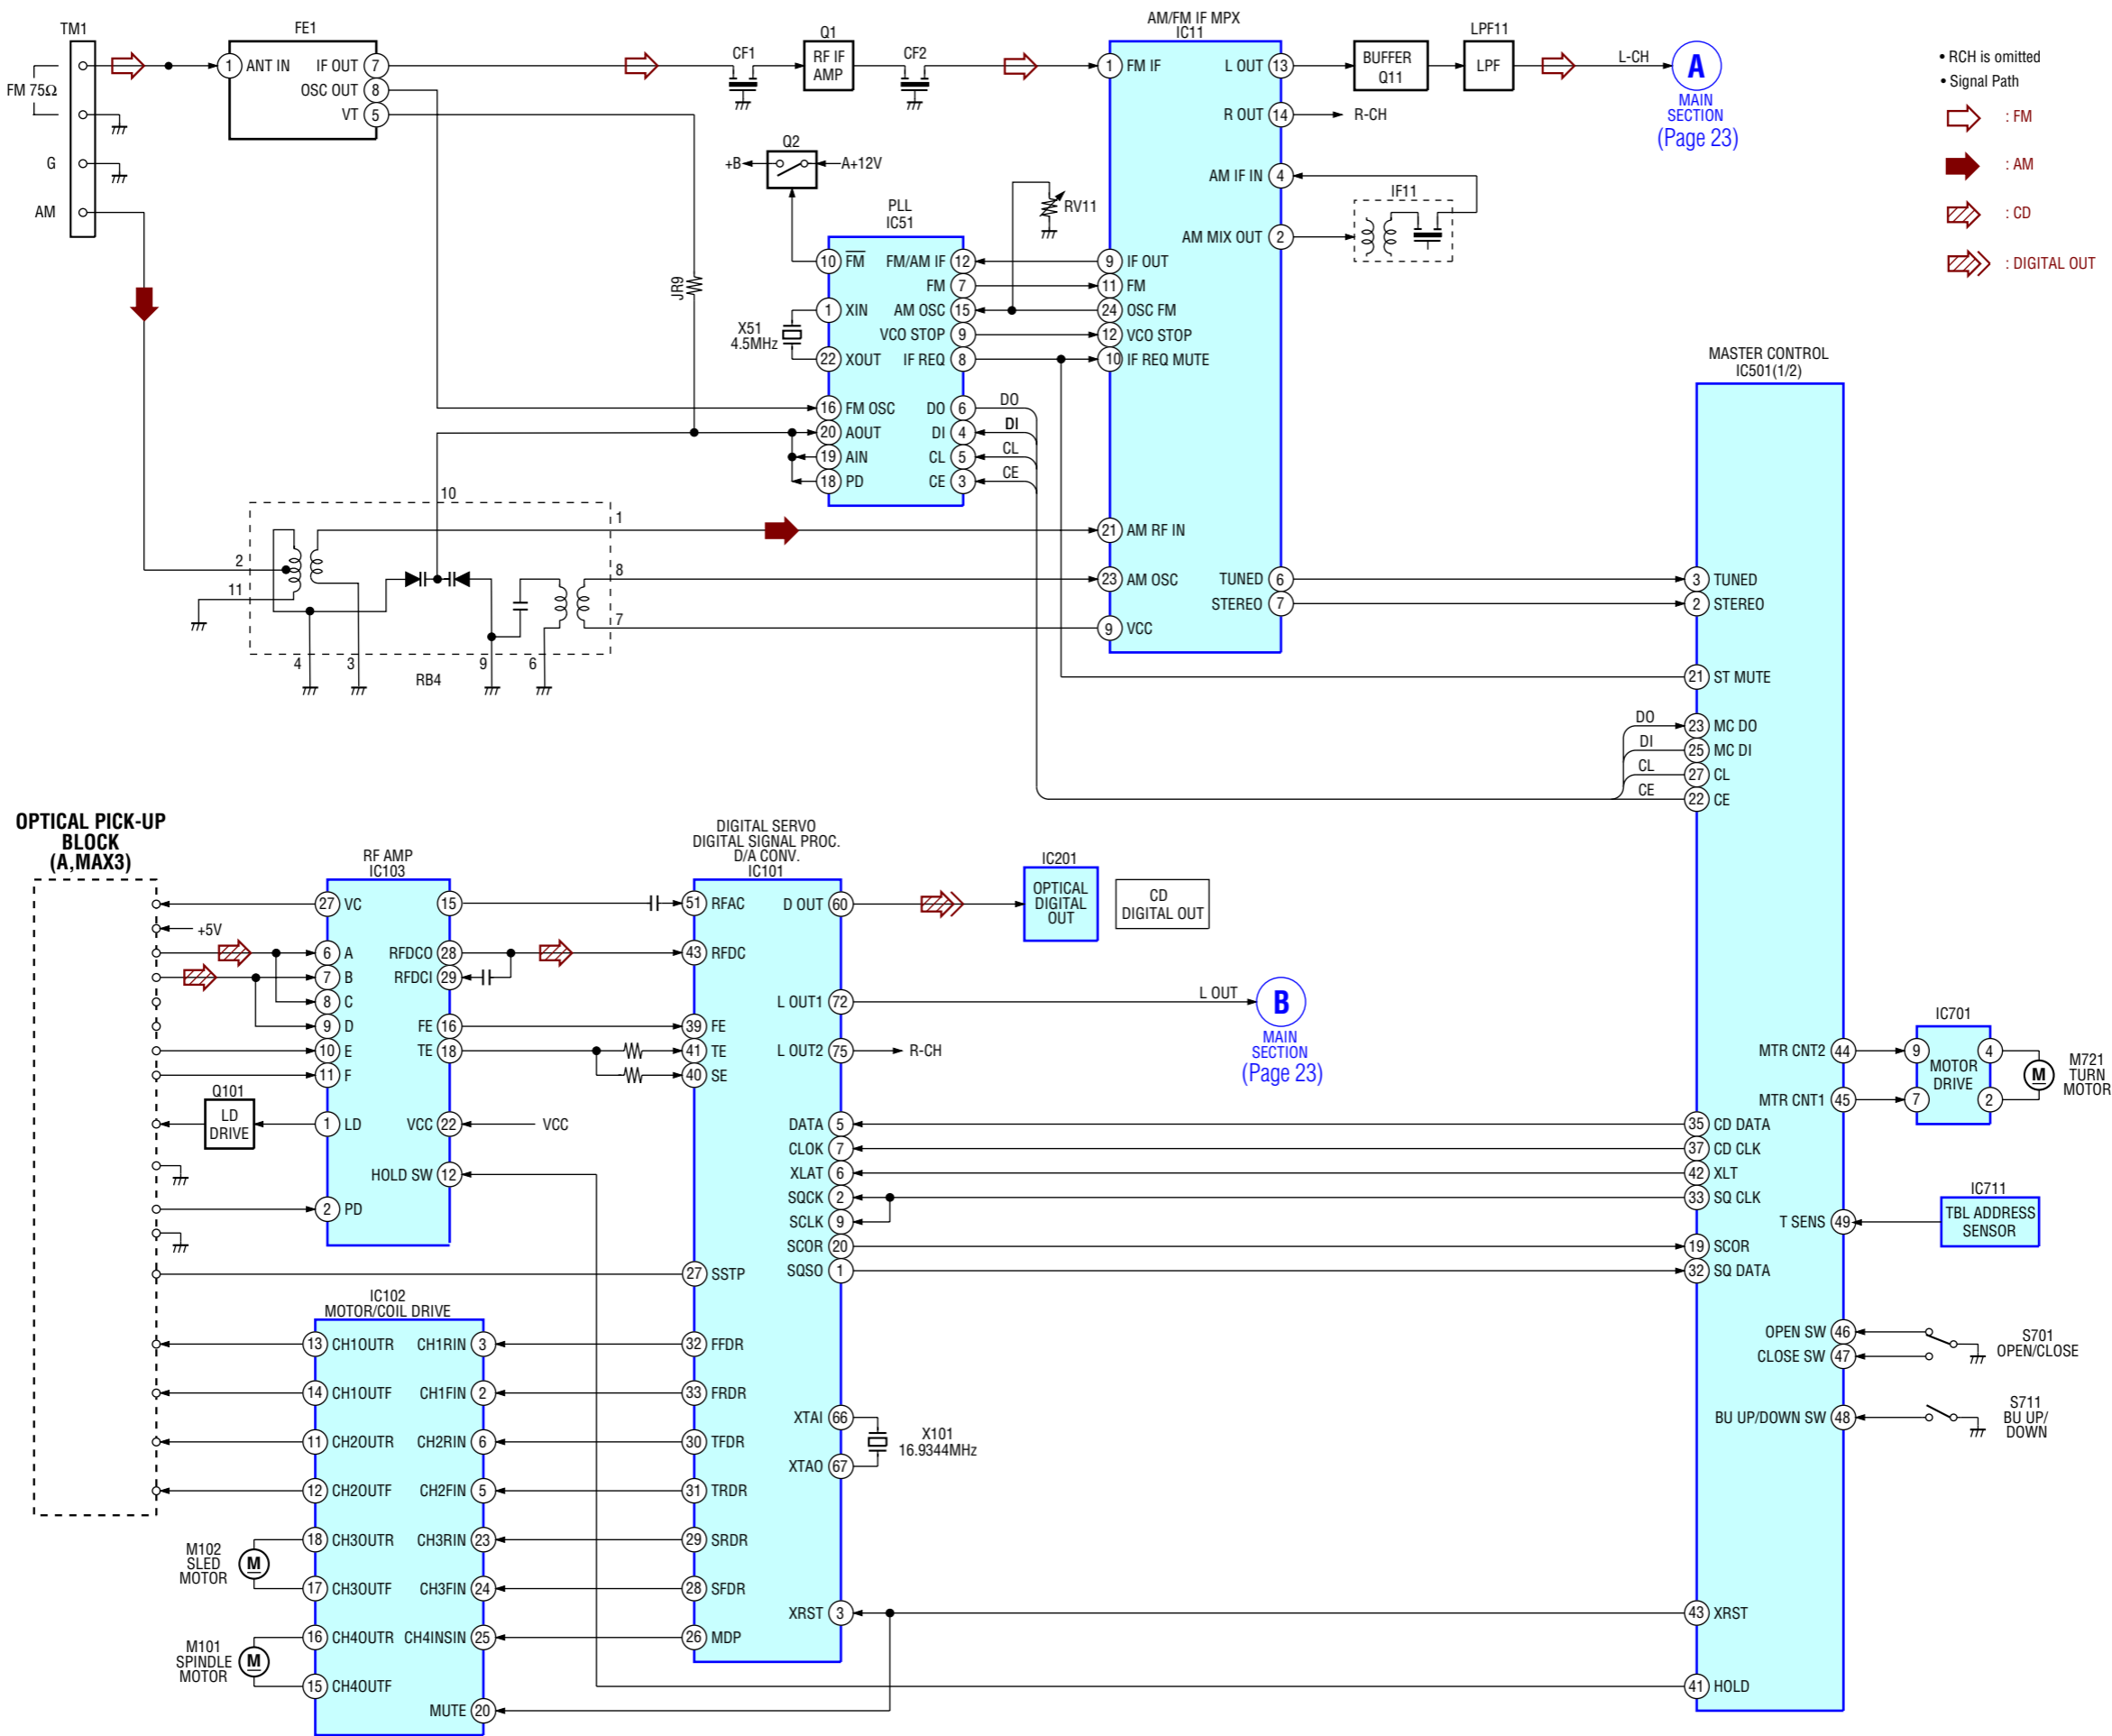 TM1
FM 75Ω
G
AM
FE1
1 ANT IN
IF OUT 7
OSC OUT 8
VT 5
CF1
Q1
RF IF
AMP
CF2
AM/FM IF MPX
IC11
1 FM IF
L OUT 13
R OUT 14
R-CH
AM IF IN 4
AM MIX OUT 2
IF11
9 IF OUT
11 FM
24 OSC FM
12 VCO STOP
10 IF REQ MUTE
21 AM RF IN
23 AM OSC
9 VCC
TUNED 6
STEREO 7
BUFFER
Q11
LPF11
LPF
L-CH
A
MAIN
SECTION
(Page 23)
• RCH is omitted
• Signal Path
: FM
: AM
: CD
: DIGITAL OUT
Q2
+B
A+12V
RV11
JR9
PLL
IC51
10 FM
1 XIN
22 XOUT
16 FM OSC
20 AOUT
19 AIN
18 PD
FM/AM IF 12
FM 7
AM OSC 15
VCO STOP 9
IF REQ 8
DO 6
DI 4
CL 5
CE 3
DO
DI
CL
CE
X51
4.5MHz
10
1
2
11
8
7
4
3
9
6
RB4
MASTER CONTROL
IC501(1/2)
3 TUNED
2 STEREO
21 ST MUTE
DO
23 MC DO
DI
25 MC DI
CL
27 CL
CE
22 CE
MTR CNT2 44
MTR CNT1 45
35 CD DATA
37 CD CLK
42 XLT
33 SQ CLK
T SENS 49
19 SCOR
32 SQ DATA
OPEN SW 46
CLOSE SW 47
BU UP/DOWN SW 48
43 XRST
41 HOLD
IC701
9
4
MOTOR
DRIVE
7
2
M
M721
TURN
MOTOR
IC711
TBL ADDRESS
SENSOR
S701
OPEN/CLOSE
S711
BU UP/
DOWN
OPTICAL PICK-UP
BLOCK
(A,MAX3)
+5V
RF AMP
IC103
27 VC
6 A
7 B
8 C
9 D
10 E
11 F
1 LD
2 PD
15
RFDCO 28
RFDCI 29
FE 16
TE 18
VCC 22
VCC
HOLD SW 12
Q101
LD
DRIVE
DIGITAL SERVO
DIGITAL SIGNAL PROC.
D/A CONV.
IC101
51 RFAC
43 RFDC
39 FE
41 TE
40 SE
27 SSTP
32 FFDR
33 FRDR
30 TFDR
31 TRDR
29 SRDR
28 SFDR
26 MDP
D OUT 60
L OUT1 72
L OUT2 75
DATA 5
CLOK 7
XLAT 6
SQCK 2
SCLK 9
SCOR 20
SQSO 1
XTAI 66
XTAO 67
XRST 3
X101
16.9344MHz
IC201
OPTICAL
DIGITAL
OUT
CD
DIGITAL OUT
L OUT
B
MAIN
SECTION
(Page 23)
R-CH
IC102
MOTOR/COIL DRIVE
13 CH1OUTR
14 CH1OUTF
11 CH2OUTR
12 CH2OUTF
18 CH3OUTR
17 CH3OUTF
16 CH4OUTR
15 CH4OUTF
CH1RIN 3
CH1FIN 2
CH2RIN 6
CH2FIN 5
CH3RIN 23
CH3FIN 24
CH4INSIN 25
MUTE 20
M102
SLED
MOTOR
M
M101
SPINDLE
MOTOR
M